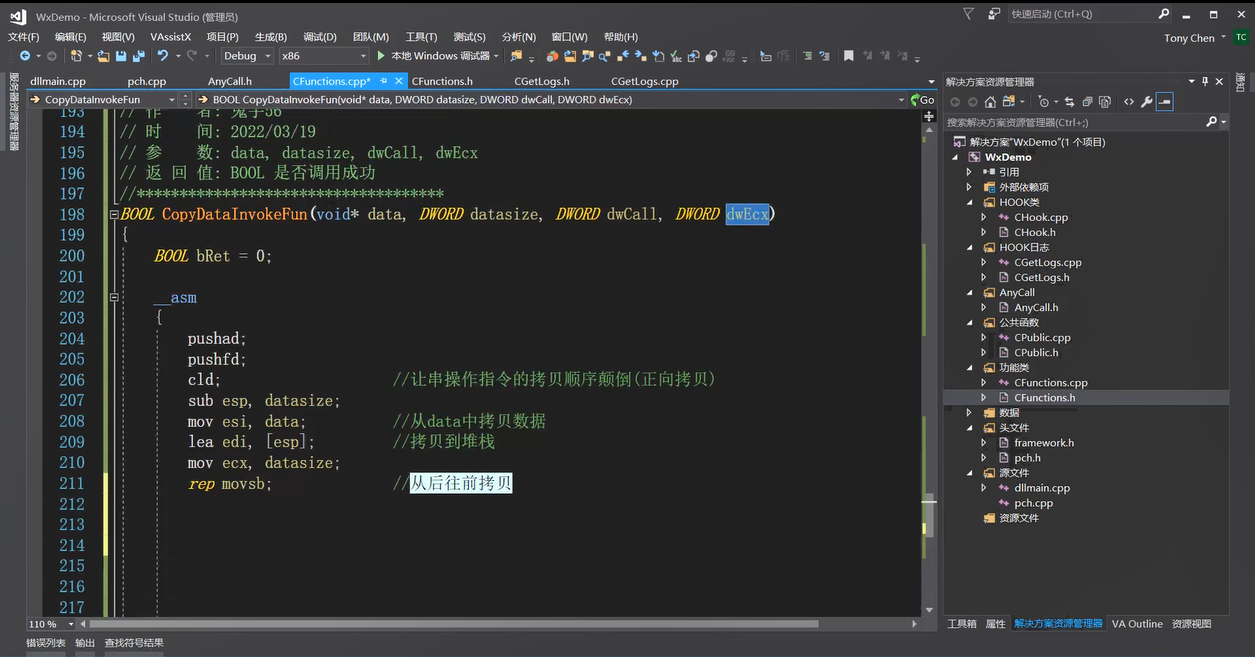 WxDemo - Microsoft Visual Studio (管理员)
快速启动 (Ctrl+Q)
文件(F) 编辑(E) 视图(V) VAssistX 项目(P) 生成(B) 调试(D) 团队(M) 工具(T) 测试(S) 分析(N) 窗口(W) 帮助(H)
Tony Chen TC
Debug x86 本地 Windows 调试器
服务器资源管理器
dllmain.cpp pch.cpp AnyCall.h CFunctions.cpp* CFunctions.h CGetLogs.h CGetLogs.cpp
CopyDataInvokeFun BOOL CopyDataInvokeFun(void* data, DWORD datasize, DWORD dwCall, DWORD dwEcx) Go
193 // 作 者: 鬼手56
194 // 时 间: 2022/03/19
195 // 参 数: data, datasize, dwCall, dwEcx
196 // 返 回 值: BOOL 是否调用成功
197 //************************************
198 BOOL CopyDataInvokeFun(void* data, DWORD datasize, DWORD dwCall, DWORD dwEcx)
199 {
200 BOOL bRet = 0;
201
202 __asm
203 {
204 pushad;
205 pushfd;
206 cld; //让串操作指令的拷贝顺序颠倒(正向拷贝)
207 sub esp, datasize;
208 mov esi, data; //从data中拷贝数据
209 lea edi, [esp]; //拷贝到堆栈
210 mov ecx, datasize;
211 rep movsb; //从后往前拷贝
212
213
214
215
216
217
110 %
错误列表 输出 查找符号结果
解决方案资源管理器
搜索解决方案资源管理器(Ctrl+;)
解决方案"WxDemo"(1 个项目)
WxDemo
引用
外部依赖项
HOOK类
CHook.cpp
CHook.h
HOOK日志
CGetLogs.cpp
CGetLogs.h
AnyCall
AnyCall.h
公共函数
CPublic.cpp
CPublic.h
功能类
CFunctions.cpp
CFunctions.h
数据
头文件
framework.h
pch.h
源文件
dllmain.cpp
pch.cpp
资源文件
工具箱 属性 解决方案资源管理器 VA Outline 资源视图
通知